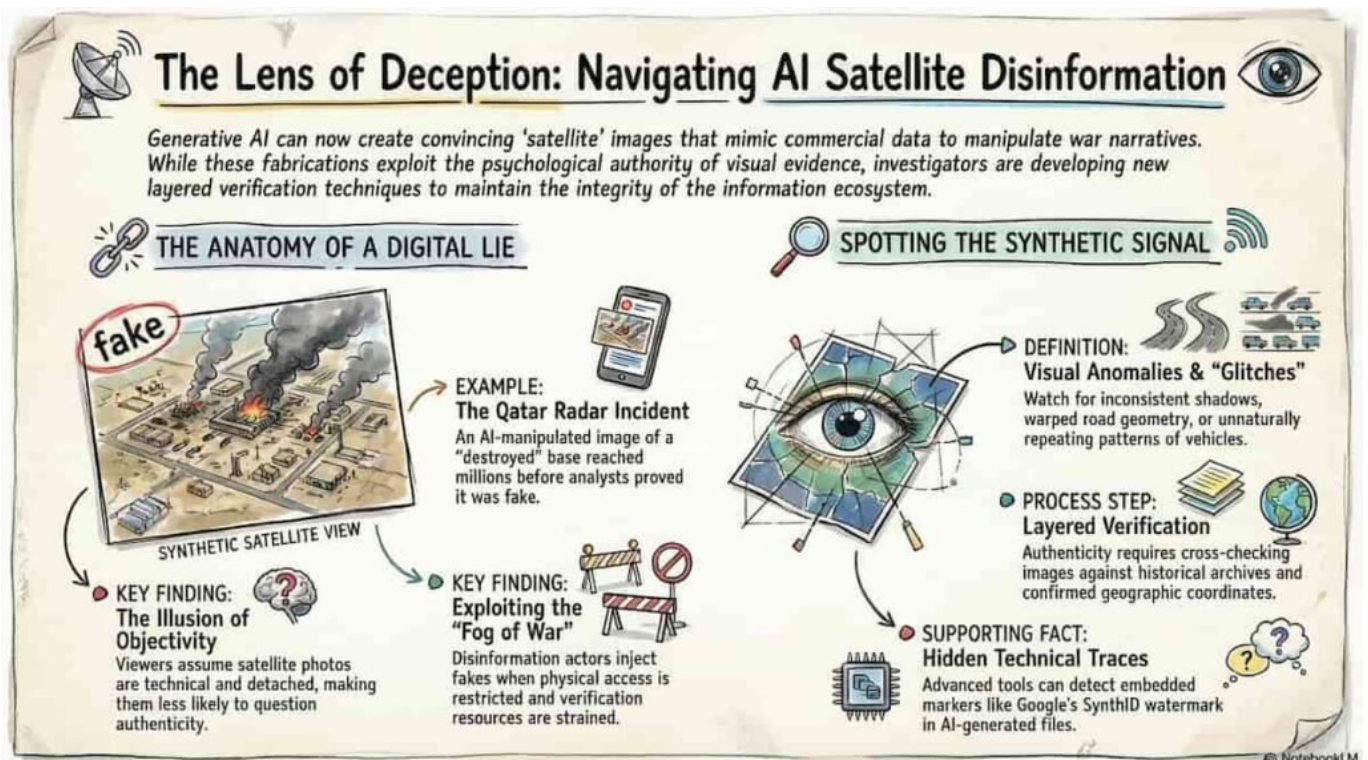 The Lens of Deception: Navigating AI Satellite Disinformation
Generative AI can now create convincing ‘satellite’ images that mimic commercial data to manipulate war narratives.
While these fabrications exploit the psychological authority of visual evidence, investigators are developing new
layered verification techniques to maintain the integrity of the information ecosystem.
THE ANATOMY OF A DIGITAL LIE
fake
SYNTHETIC SATELLITE VIEW
EXAMPLE:
The Qatar Radar Incident
An AI-manipulated image of a
"destroyed" base reached
millions before analysts proved
it was fake.
KEY FINDING:
The Illusion of
Objectivity
Viewers assume satellite photos
are technical and detached, making
them less likely to question
authenticity.
KEY FINDING:
Exploiting the
"Fog of War"
Disinformation actors inject
fakes when physical access is
restricted and verification
resources are strained.
SPOTTING THE SYNTHETIC SIGNAL
DEFINITION:
Visual Anomalies & "Glitches"
Watch for inconsistent shadows,
warped road geometry, or unnaturally
repeating patterns of vehicles.
PROCESS STEP:
Layered Verification
Authenticity requires cross-checking
images against historical archives and
confirmed geographic coordinates.
SUPPORTING FACT:
Hidden Technical Traces
Advanced tools can detect embedded
markers like Google's SynthID watermark
in AI-generated files.
NotebookLM